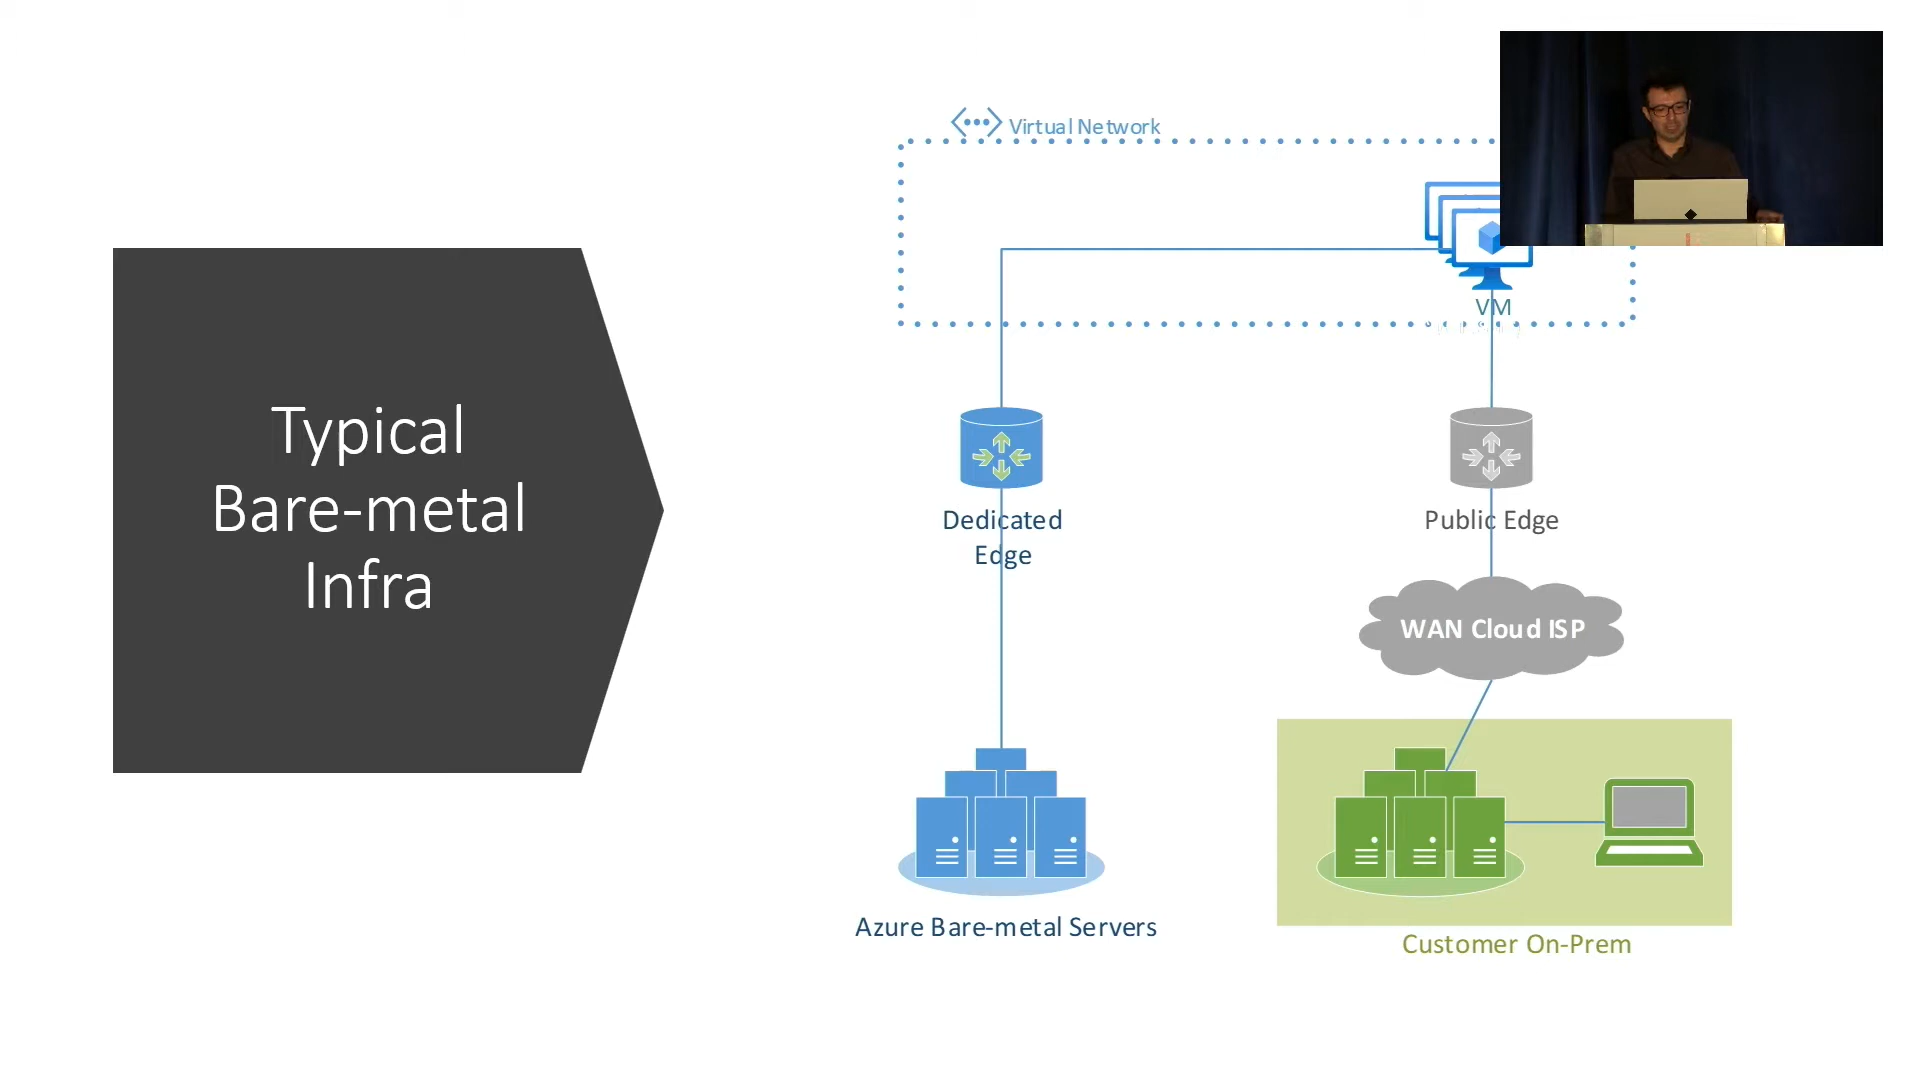 Typical
Bare-metal
Infra
Virtual Network
VM
Dedicated
Edge
Public Edge
WAN Cloud ISP
Azure Bare-metal Servers
Customer On-Prem